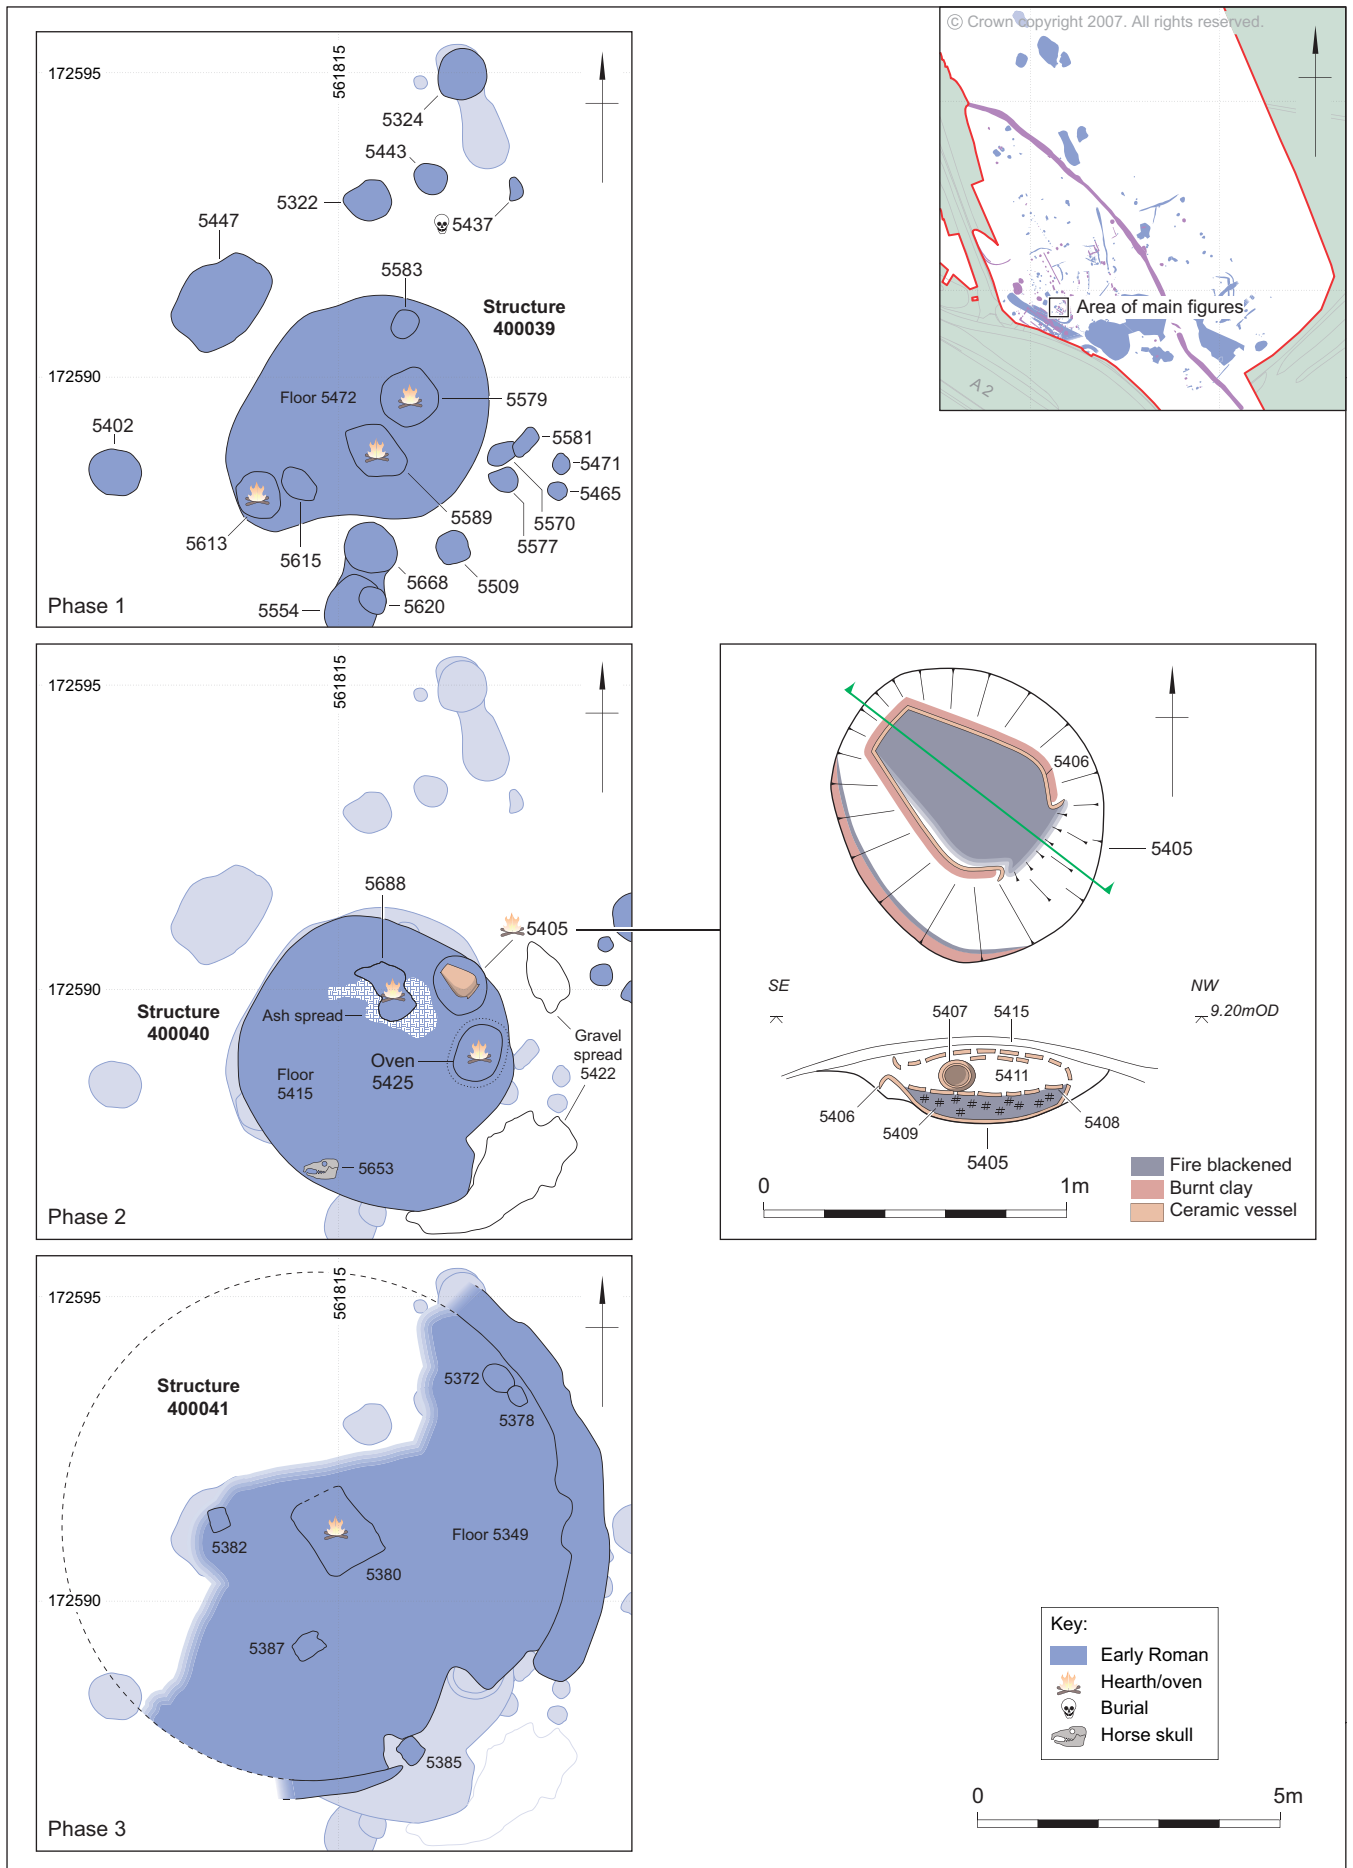 © Crown copyright 2007. All rights reserved.
Area of main figures
A2
172595
561815
5324
5443
5322
5437
5447
5583
Structure
400039
172590
Floor 5472
5579
5402
5581
5471
5465
5570
5577
5589
5613
5615
5668
5509
5554
5620
Phase 1
172595
561815
5688
5405
172590
Structure
400040
Ash spread
Gravel
spread
5422
Oven
5425
Floor
5415
5653
Phase 2
5406
5405
SE
NW
9.20mOD
5407
5415
5411
5406
5409
5408
5405
Fire blackened
Burnt clay
Ceramic vessel
0
1m
172595
561815
Structure
400041
5372
5378
Floor 5349
5382
5380
172590
5387
5385
Phase 3
Key:
Early Roman
Hearth/oven
Burial
Horse skull
0
5m